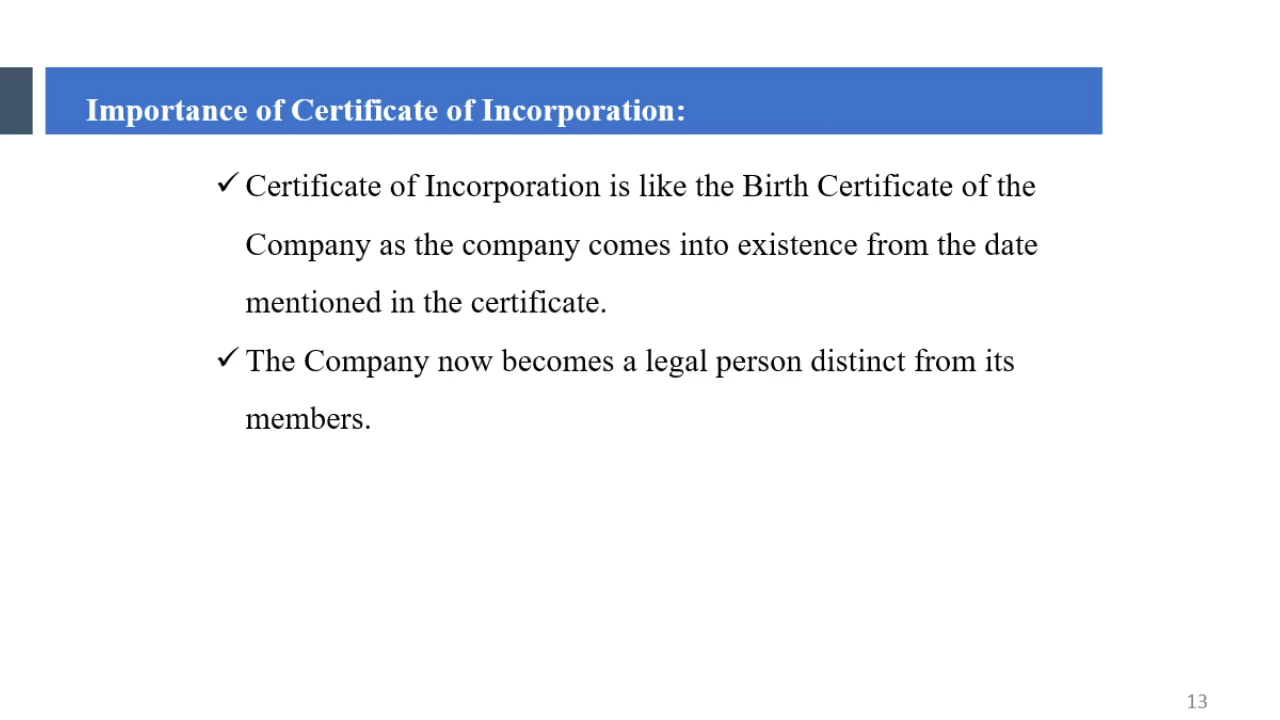 Importance of Certificate of Incorporation:
✓ Certificate of Incorporation is like the Birth Certificate of the
Company as the company comes into existence from the date
mentioned in the certificate.
✓ The Company now becomes a legal person distinct from its
members.
13